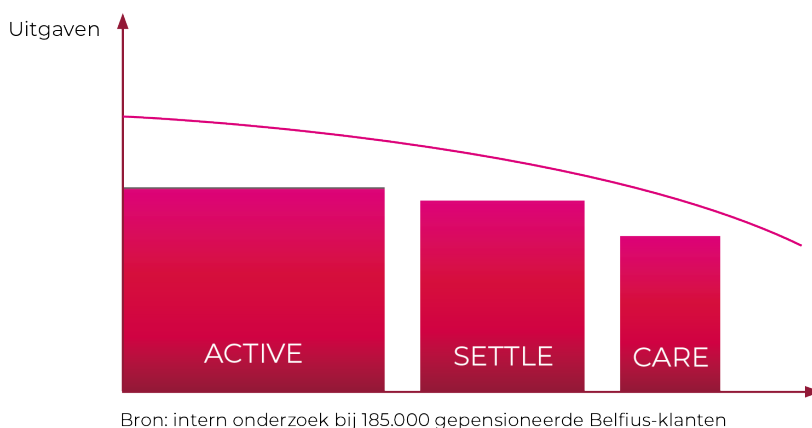 Uitgaven
ACTIVE
SETTLE
CARE
Bron: intern onderzoek bij 185.000 gepensioneerde Belfius-klanten